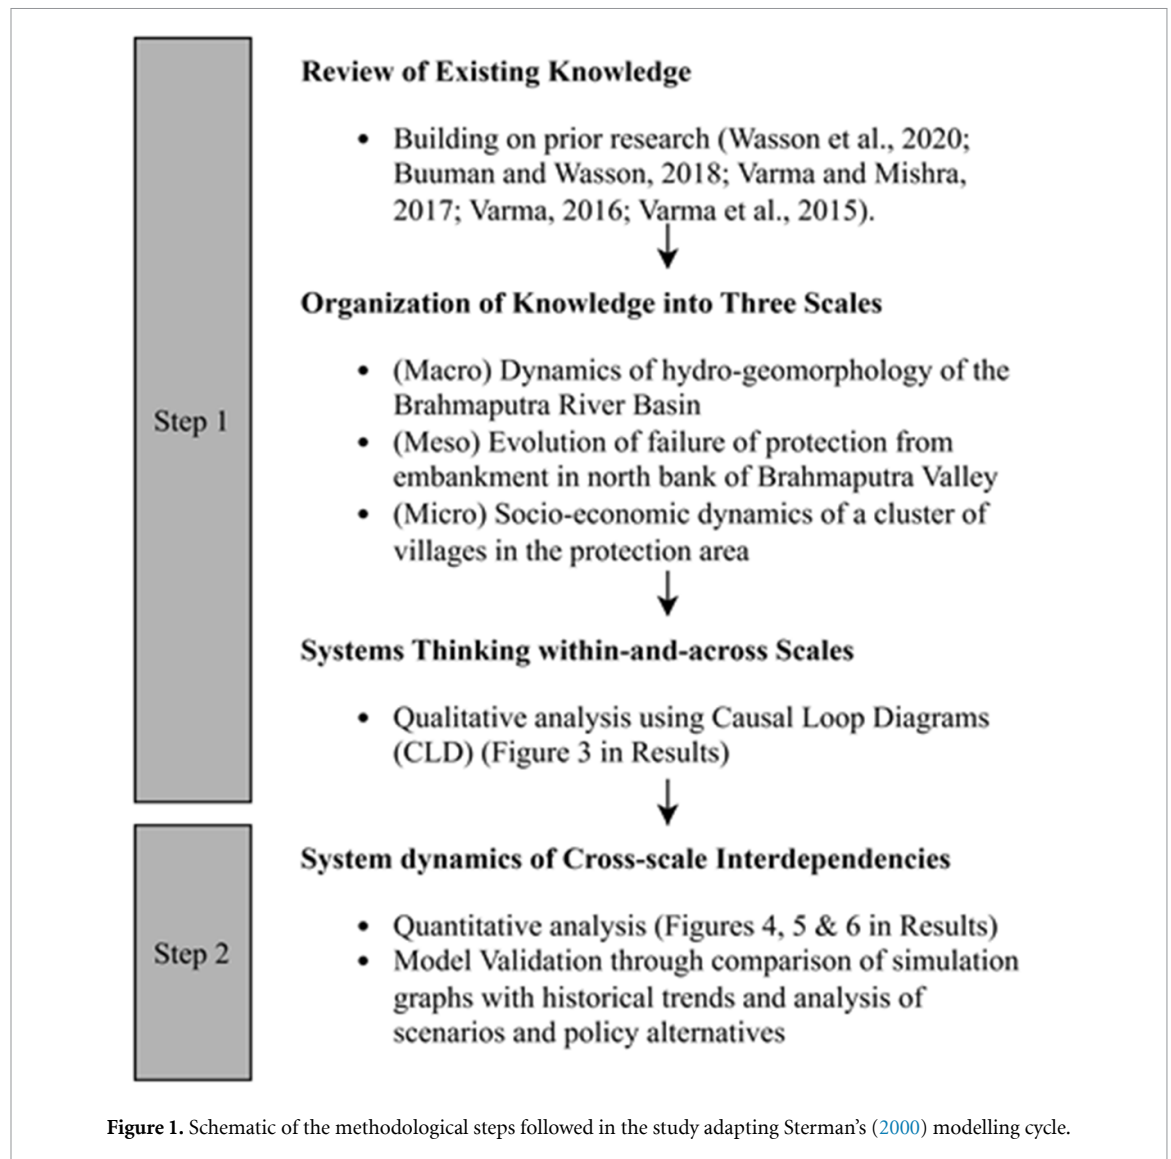 Step 1
Review of Existing Knowledge
• Building on prior research (Wasson et al., 2020;
Buuman and Wasson, 2018; Varma and Mishra,
2017; Varma, 2016; Varma et al., 2015).
Organization of Knowledge into Three Scales
• (Macro) Dynamics of hydro-geomorphology of the
Brahmaputra River Basin
• (Meso) Evolution of failure of protection from
embankment in north bank of Brahmaputra Valley
• (Micro) Socio-economic dynamics of a cluster of
villages in the protection area
Systems Thinking within-and-across Scales
• Qualitative analysis using Causal Loop Diagrams
(CLD) (Figure 3 in Results)
Step 2
System dynamics of Cross-scale Interdependencies
• Quantitative analysis (Figures 4, 5 & 6 in Results)
• Model Validation through comparison of simulation
graphs with historical trends and analysis of
scenarios and policy alternatives
Figure 1. Schematic of the methodological steps followed in the study adapting Sterman’s (2000) modelling cycle.